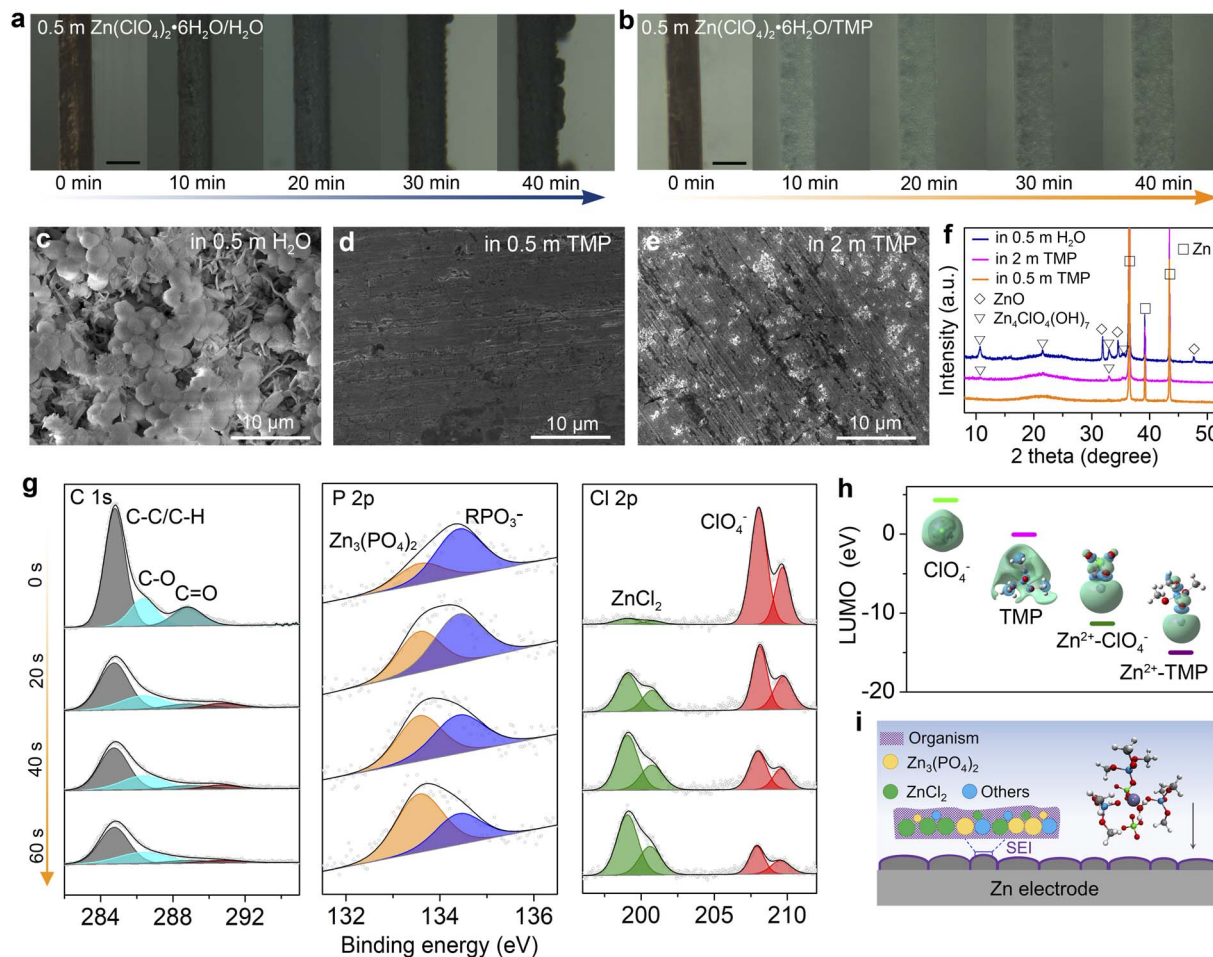 a
0.5 m Zn(ClO₄)₂•6H₂O/H₂O
0 min
10 min
20 min
30 min
40 min
b
0.5 m Zn(ClO₄)₂•6H₂O/TMP
0 min
10 min
20 min
30 min
40 min
c
in 0.5 m H₂O
10 μm
d
in 0.5 m TMP
10 μm
e
in 2 m TMP
10 μm
f
in 0.5 m H₂O
in 2 m TMP
in 0.5 m TMP
ZnO
Zn₄ClO₄(OH)₇
Zn
Intensity (a.u.)
10 20 30 40 50
2 theta (degree)
g
C 1s
C-C/C-H
C-O
C=O
0 s
20 s
40 s
60 s
284 288 292
P 2p
Zn₃(PO₄)₂
RPO₃⁻
132 134 136
Binding energy (eV)
Cl 2p
ClO₄⁻
ZnCl₂
200 205 210
h
LUMO (eV)
0
-10
-20
ClO₄⁻
TMP
Zn²⁺-ClO₄⁻
Zn²⁺-TMP
i
Organism
Zn₃(PO₄)₂
ZnCl₂
Others
SEI
Zn electrode